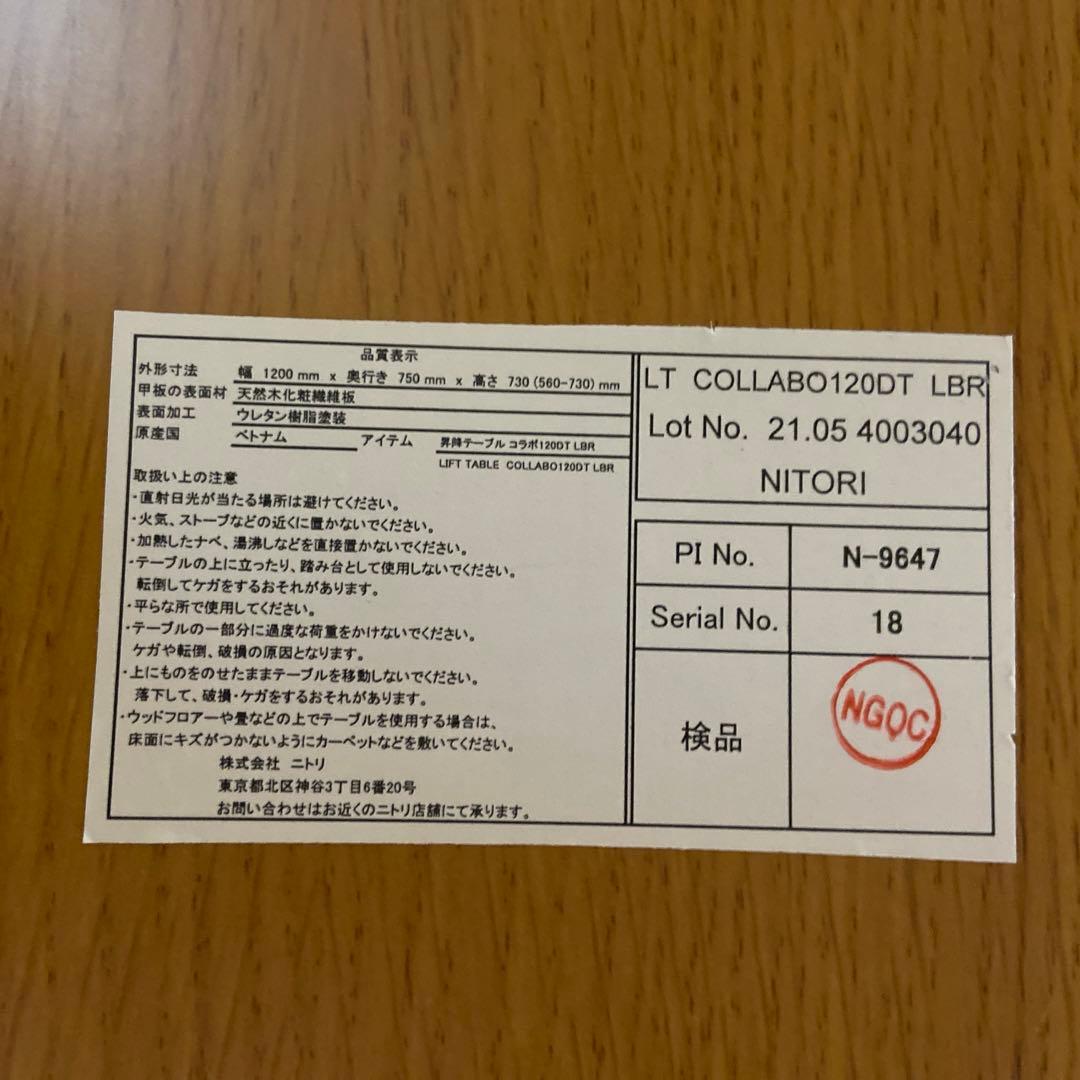 品質表示
外形寸法 幅 1200 mm x 奥行き 750 mm x 高さ 730 (560-730) mm
甲板の表面材 天然木化粧繊維板
表面加工 ウレタン樹脂塗装
原産国 ベトナム アイテム 昇降テーブル コラボ120DT LBR
LIFT TABLE COLLABO120DT LBR
取扱い上の注意
・直射日光が当たる場所は避けてください。
・火気、ストーブなどの近くに置かないでください。
・加熱したナベ、湯沸しなどを直接置かないでください。
・テーブルの上に立ったり、踏み台として使用しないでください。
転倒してケガをするおそれがあります。
・平らな所で使用してください。
・テーブルの一部分に過度な荷重をかけないでください。
ケガや転倒、破損の原因となります。
・上にものをのせたままテーブルを移動しないでください。
落下して、破損・ケガをするおそれがあります。
・ウッドフロアーや畳などの上でテーブルを使用する場合は、
床面にキズがつかないようにカーペットなどを敷いてください。
株式会社 ニトリ
東京都北区神谷3丁目6番20号
お問い合わせはお近くのニトリ店舗にて承ります。
LT COLLABO120DT LBR
Lot No. 21.05 4003040
NITORI
PI No. N-9647
Serial No. 18
検品 NGQC